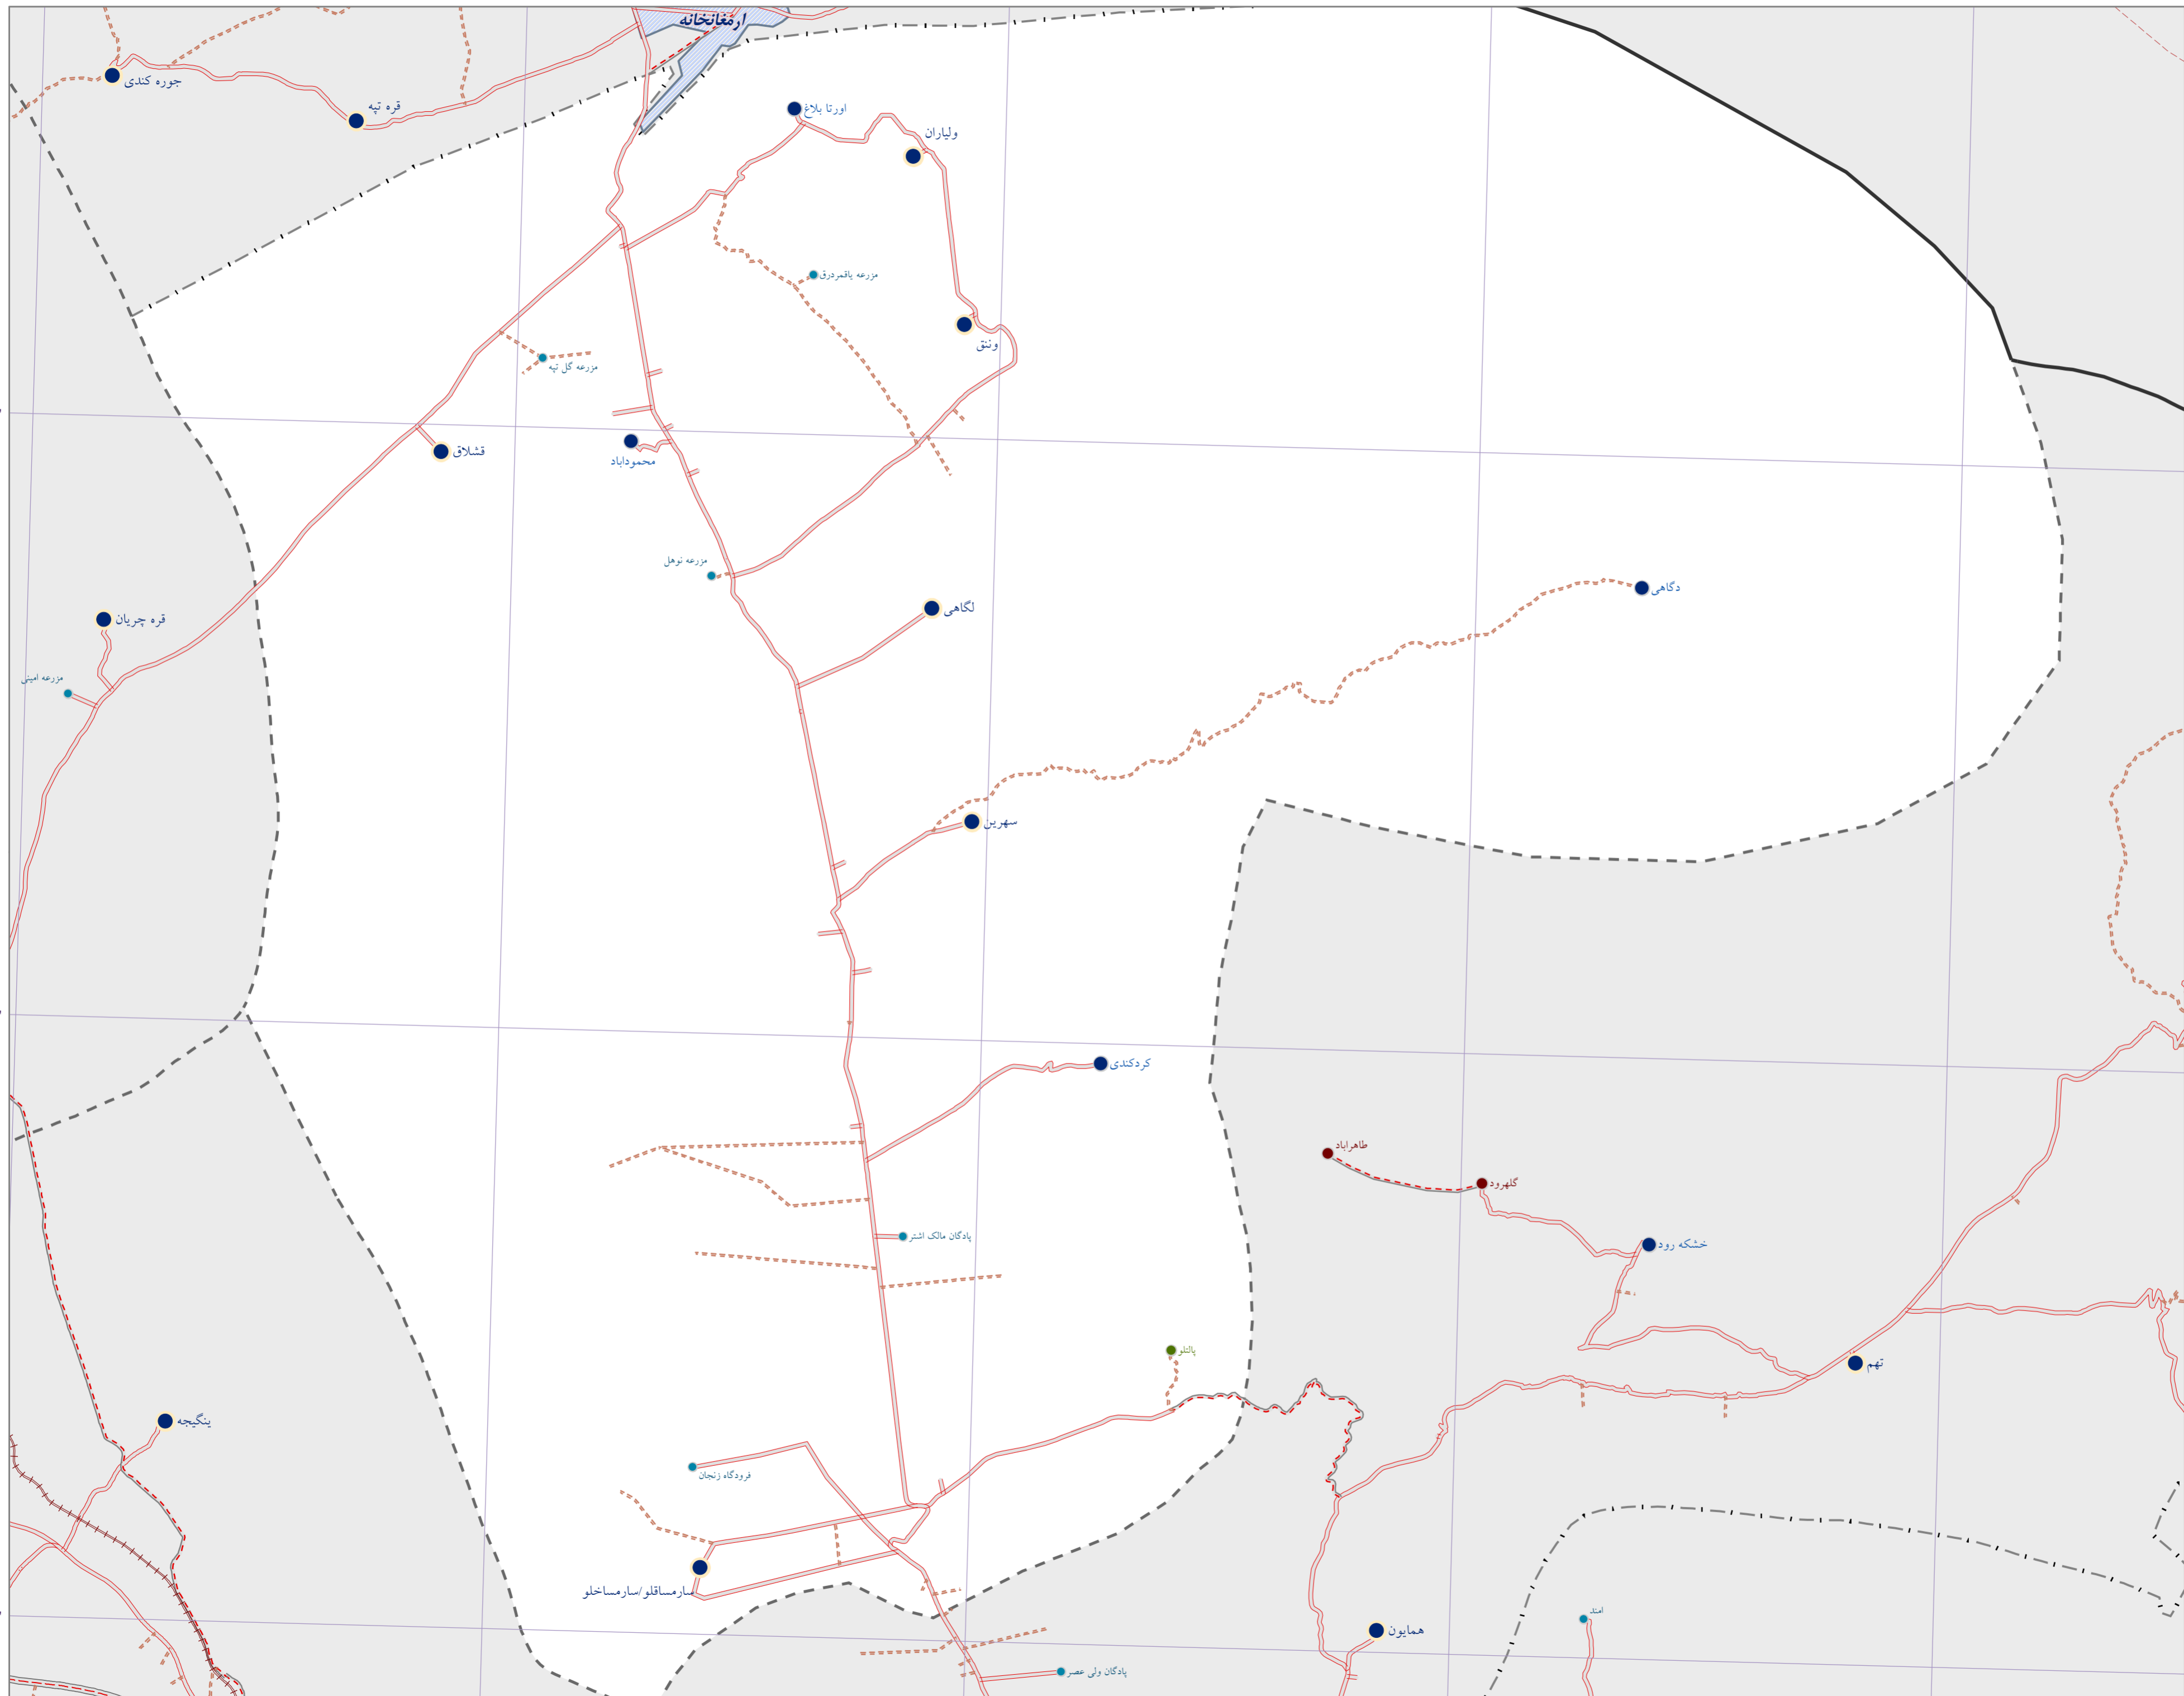 ارمغانخانه
جوره کندی
قره تپه
اورتا بلاغ
ولیاران
مزرعه یاقمردرق
وننق
مزرعه گل تپه
قشلاق
محموداباد
مزرعه نوهل
دگاهی
لگاهی
قره چریان
مزرعه امینی
سهرین
کردکندی
طاهراباد
گلهرود
پادگان مالک اشتر
خشکه رود
پالتلو
تهم
ینگیجه
فرودگاه زنجان
سارمساقلو/سارمساخلو
امند
همایون
پادگان ولی عصر